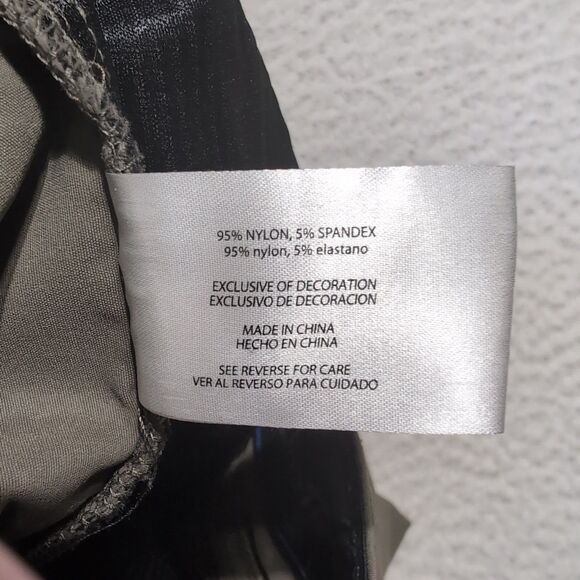 95% NYLON, 5% SPANDEX
95% nylon, 5% elastano
EXCLUSIVE OF DECORATION
EXCLUSIVO DE DECORACION
MADE IN CHINA
HECHO EN CHINA
SEE REVERSE FOR CARE
VER AL REVERSO PARA CUIDADO